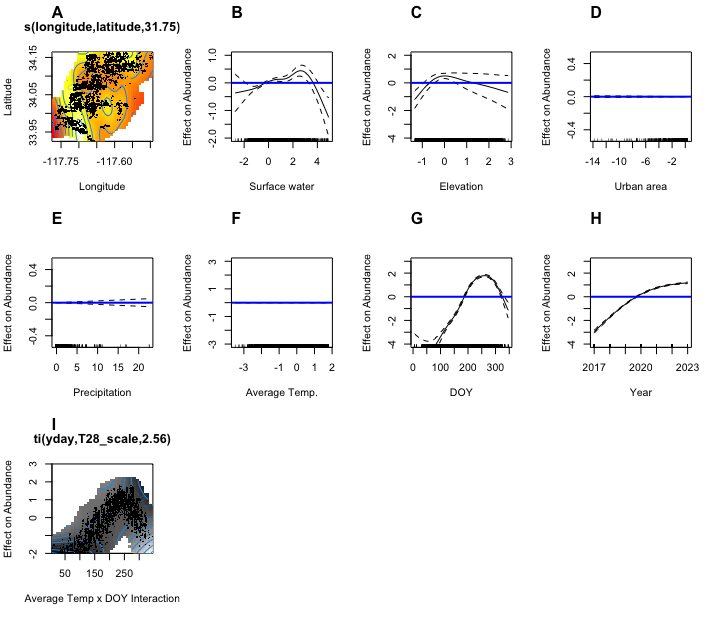 A
s(longitude,latitude,31.75)
Latitude
33.95 34.05 34.15
-117.75 -117.60
Longitude
B
Effect on Abundance
-2.0 -1.0 0.0 1.0
-2 0 2 4
Surface water
C
Effect on Abundance
-4 -2 0 2
-1 0 1 2 3
Elevation
D
Effect on Abundance
-0.4 0.0 0.4
-14 -10 -6 -2
Urban area
E
Effect on Abundance
-0.4 0.0 0.4
0 5 10 15 20
Precipitation
F
Effect on Abundance
-3 -1 1 3
-3 -1 0 1 2
Average Temp.
G
Effect on Abundance
-4 -2 0 2
0 100 200 300
DOY
H
Effect on Abundance
-4 -2 0 2
2017 2020 2023
Year
I
ti(yday,T28_scale,2.56)
Effect on Abundance
-2 0 1 2 3
50 150 250
Average Temp x DOY Interaction